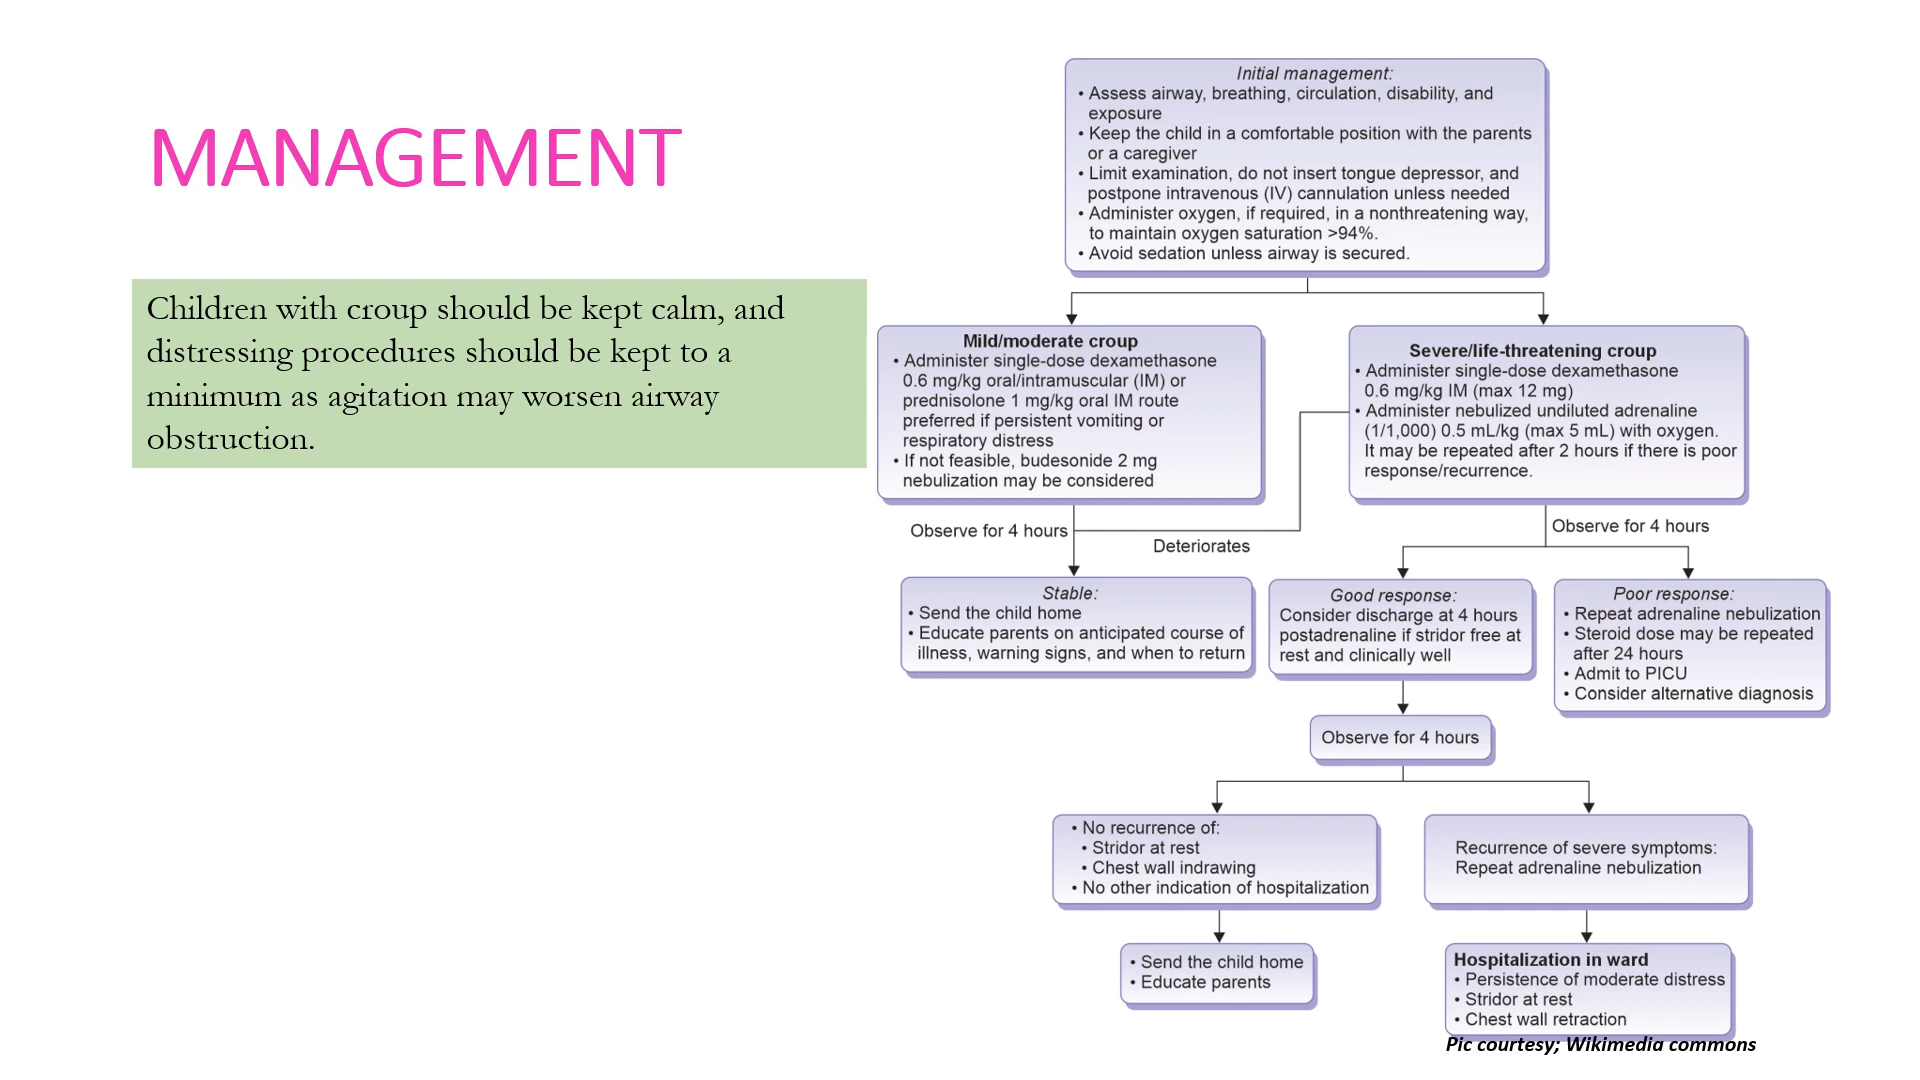 MANAGEMENT
Children with croup should be kept calm, and
distressing procedures should be kept to a
minimum as agitation may worsen airway
obstruction.
Initial management:
• Assess airway, breathing, circulation, disability, and
exposure
• Keep the child in a comfortable position with the parents
or a caregiver
• Limit examination, do not insert tongue depressor, and
postpone intravenous (IV) cannulation unless needed
• Administer oxygen, if required, in a nonthreatening way,
to maintain oxygen saturation >94%.
• Avoid sedation unless airway is secured.
Mild/moderate croup
• Administer single-dose dexamethasone
0.6 mg/kg oral/intramuscular (IM) or
prednisolone 1 mg/kg oral IM route
preferred if persistent vomiting or
respiratory distress
• If not feasible, budesonide 2 mg
nebulization may be considered
Severe/life-threatening croup
• Administer single-dose dexamethasone
0.6 mg/kg IM (max 12 mg)
• Administer nebulized undiluted adrenaline
(1/1,000) 0.5 mL/kg (max 5 mL) with oxygen.
It may be repeated after 2 hours if there is poor
response/recurrence.
Observe for 4 hours
Deteriorates
Observe for 4 hours
Stable:
• Send the child home
• Educate parents on anticipated course of
illness, warning signs, and when to return
Good response:
Consider discharge at 4 hours
postadrenaline if stridor free at
rest and clinically well
Poor response:
• Repeat adrenaline nebulization
• Steroid dose may be repeated
after 24 hours
• Admit to PICU
• Consider alternative diagnosis
Observe for 4 hours
• No recurrence of:
• Stridor at rest
• Chest wall indrawing
• No other indication of hospitalization
Recurrence of severe symptoms:
Repeat adrenaline nebulization
• Send the child home
• Educate parents
Hospitalization in ward
• Persistence of moderate distress
• Stridor at rest
• Chest wall retraction
Pic courtesy; Wikimedia commons